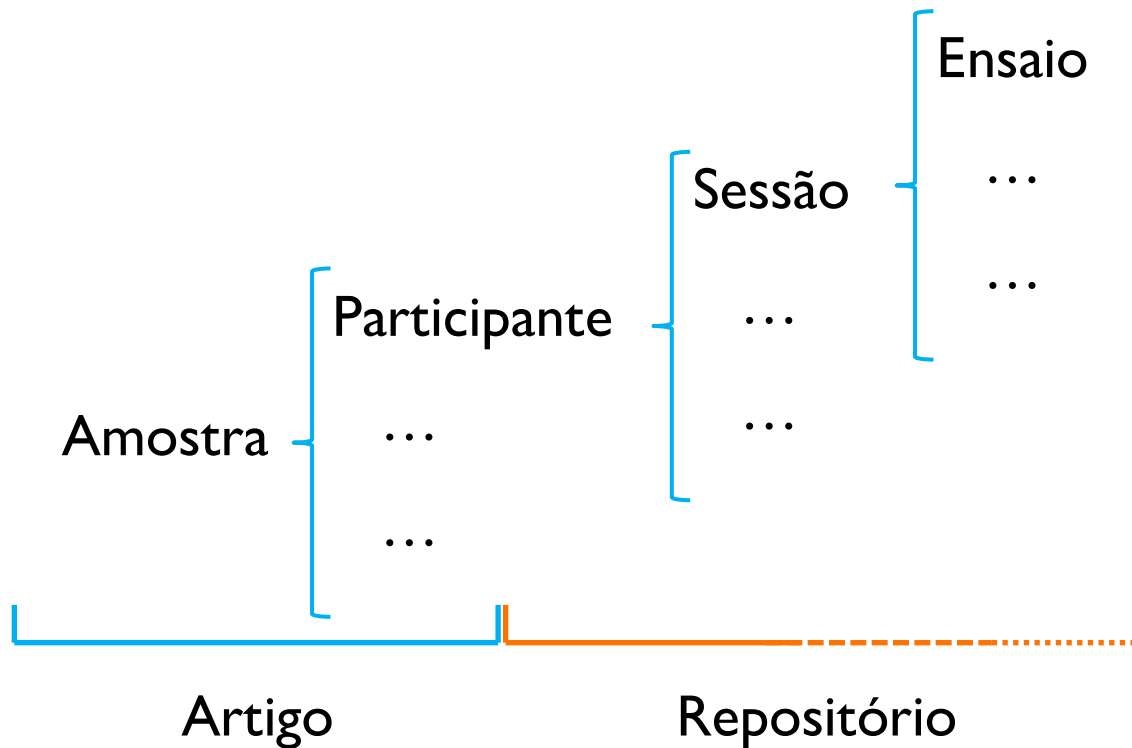 Ensaio
…
Sessão
…
Participante
…
…
Amostra
…
…
Artigo
Repositório